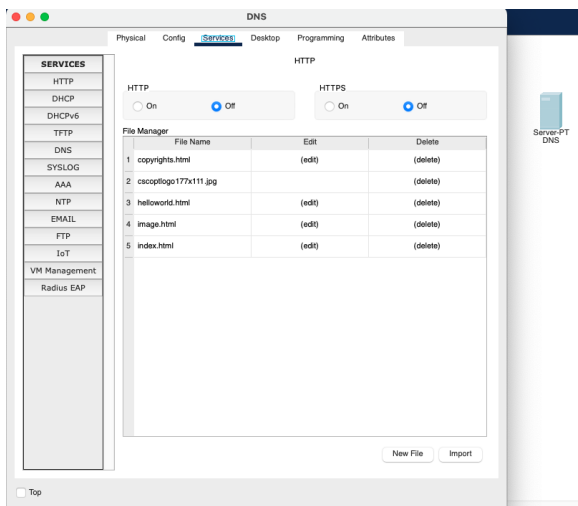 DNS
Physical Config Services Desktop Programming Attributes
SERVICES
HTTP
DHCP
DHCPv6
TFTP
DNS
SYSLOG
AAA
NTP
EMAIL
FTP
IoT
VM Management
Radius EAP
HTTP
HTTP
On Off
HTTPS
On Off
File Manager
File Name Edit Delete
1 copyrights.html (edit) (delete)
2 cscoptlogo177x111.jpg (delete)
3 helloworld.html (edit) (delete)
4 image.html (edit) (delete)
5 index.html (edit) (delete)
New File Import
Top
Server-PT
DNS